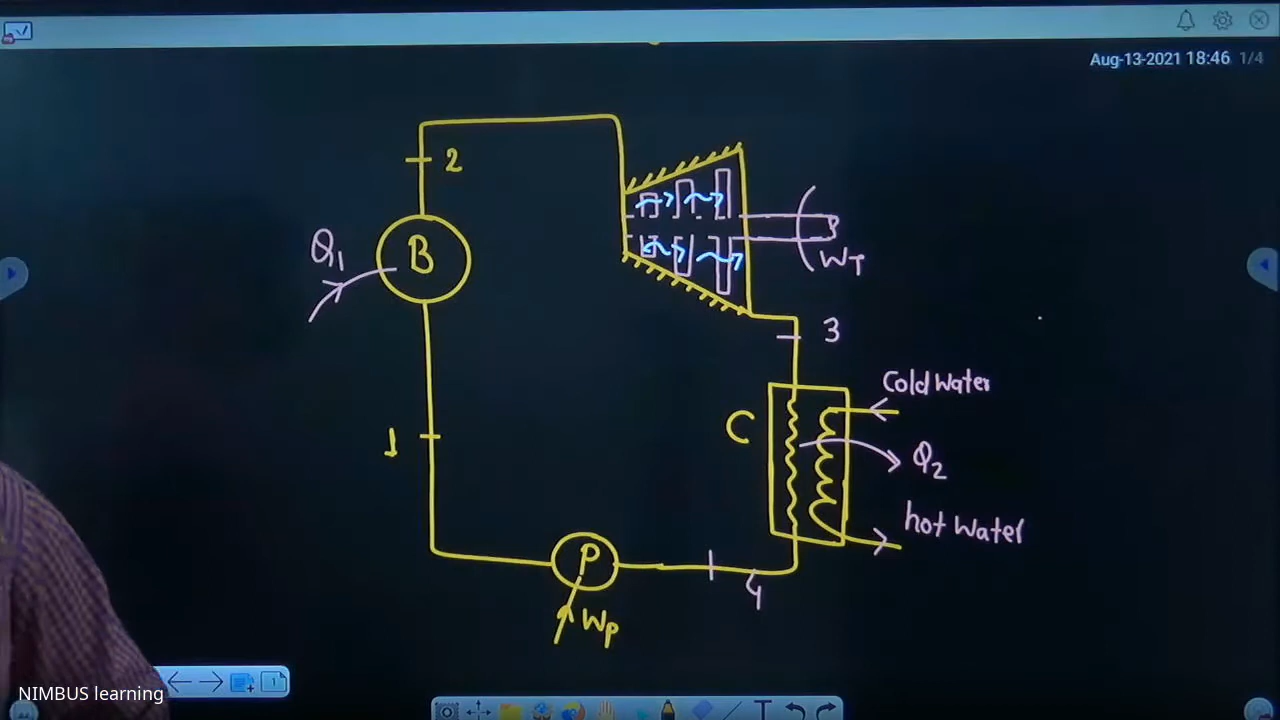 Aug-13-2021 18:46 1/4
2
Q1
B
WT
3
Cold Water
C
Q2
1
hot Water
P
4
Wp
1
T
NIMBUS learning